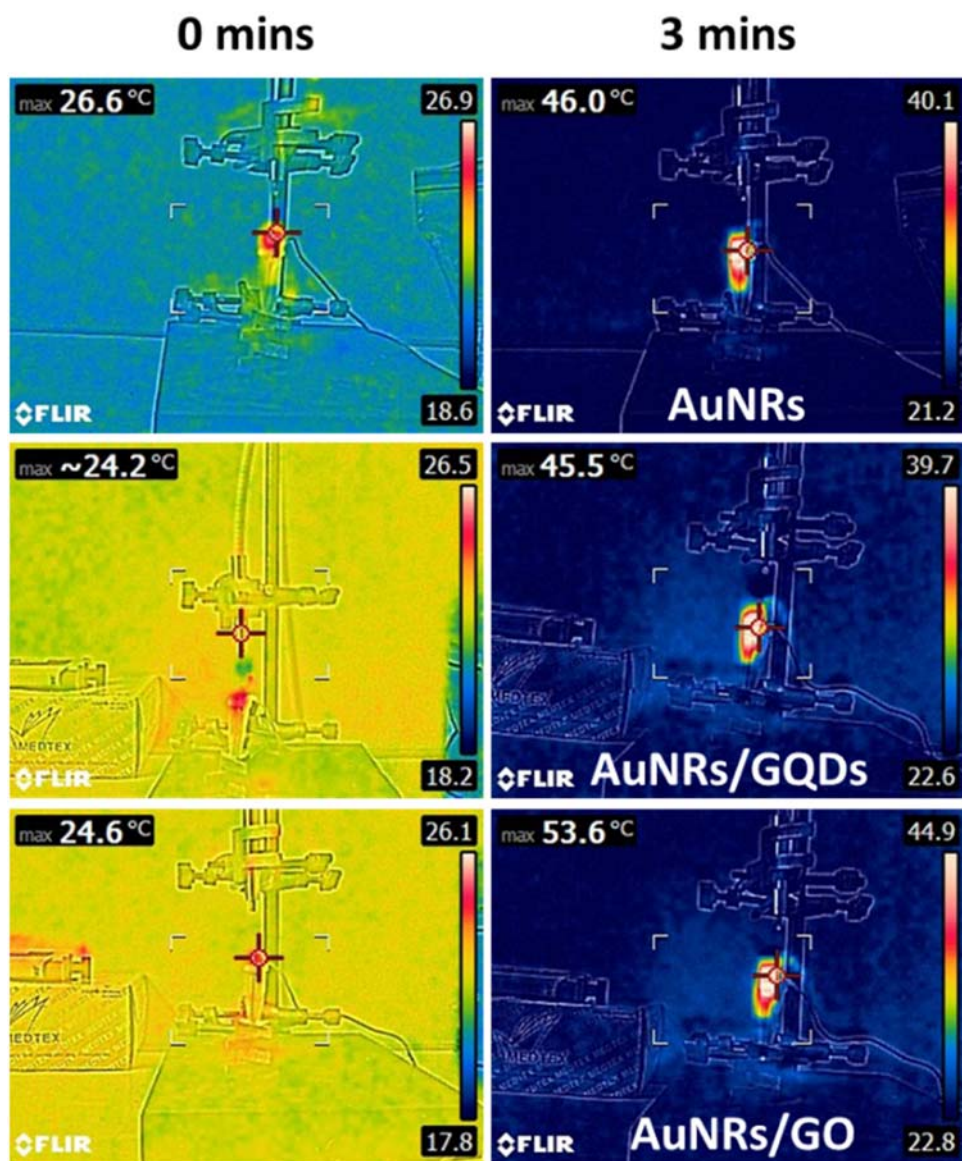 0 mins
3 mins
max 26.6 °C
26.9
FLIR
18.6
max 46.0 °C
40.1
FLIR
AuNRs
21.2
max ~24.2 °C
26.5
MEDTEX
FLIR
18.2
max 45.5 °C
39.7
MEDTEX
FLIR
AuNRs/GQDs
22.6
max 24.6 °C
26.1
MEDTEX
FLIR
17.8
max 53.6 °C
44.9
MEDTEX
FLIR
AuNRs/GO
22.8